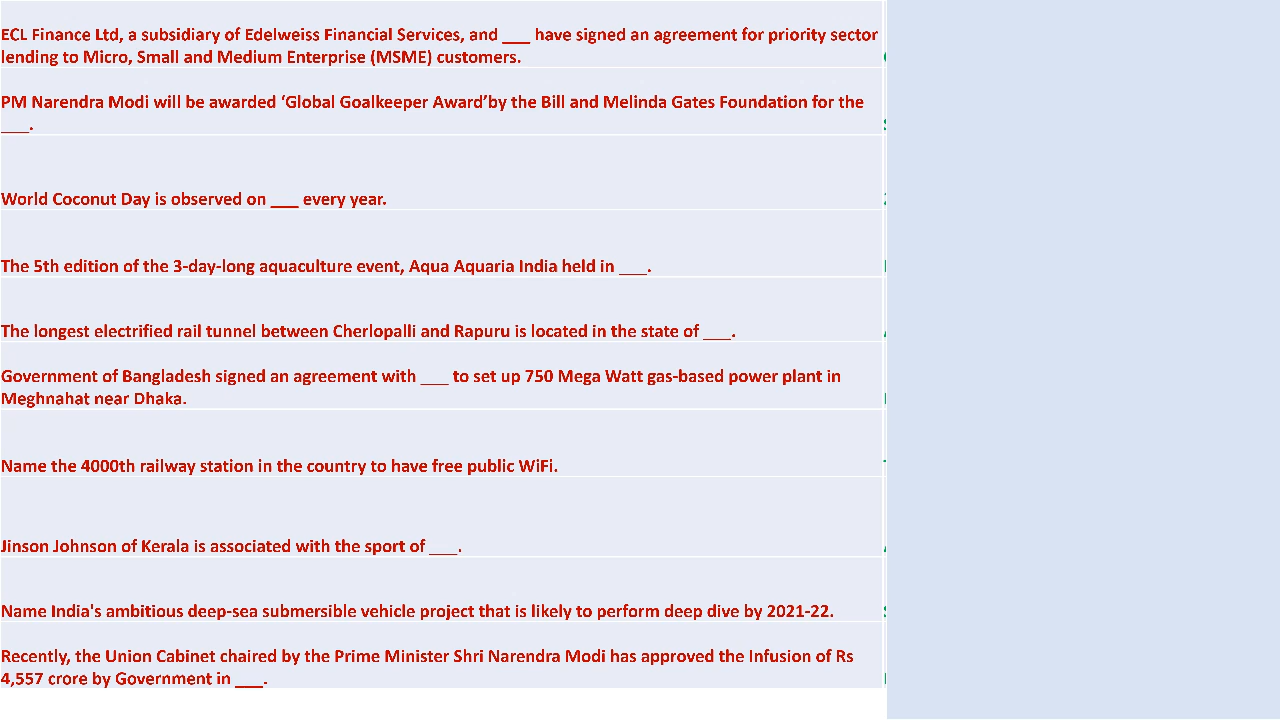 ECL Finance Ltd, a subsidiary of Edelweiss Financial Services, and ___ have signed an agreement for priority sector
lending to Micro, Small and Medium Enterprise (MSME) customers.
PM Narendra Modi will be awarded ‘Global Goalkeeper Award’by the Bill and Melinda Gates Foundation for the
___.
World Coconut Day is observed on ___ every year.
The 5th edition of the 3-day-long aquaculture event, Aqua Aquaria India held in ___.
The longest electrified rail tunnel between Cherlopalli and Rapuru is located in the state of ___.
Government of Bangladesh signed an agreement with ___ to set up 750 Mega Watt gas-based power plant in
Meghnahat near Dhaka.
Name the 4000th railway station in the country to have free public WiFi.
Jinson Johnson of Kerala is associated with the sport of ___.
Name India's ambitious deep-sea submersible vehicle project that is likely to perform deep dive by 2021-22.
Recently, the Union Cabinet chaired by the Prime Minister Shri Narendra Modi has approved the Infusion of Rs
4,557 crore by Government in ___.